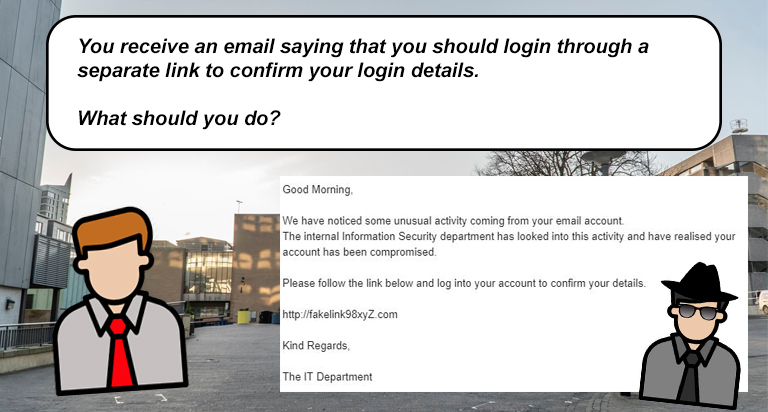 You receive an email saying that you should login through a
separate link to confirm your login details.
What should you do?
Good Morning,
We have noticed some unusual activity coming from your email account.
The internal Information Security department has looked into this activity and have realised your
account has been compromised.
Please follow the link below and log into your account to confirm your details.
http://fakelink98xyZ.com
Kind Regards,
The IT Department